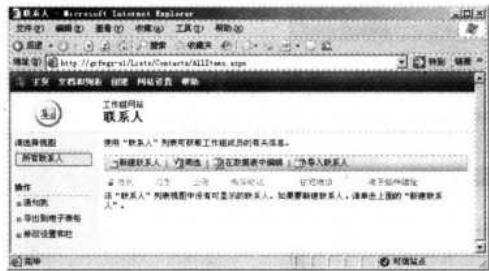 联系人 - Microsoft Internet Explorer
文件(F) 编辑(E) 查看(V) 收藏(A) 工具(T) 帮助(H)
后退 搜索 收藏夹
地址(D) 转到 链接
主页 文档和列表 创建 网站设置 帮助
工作组网站
联系人
请选择视图
所有联系人
操作
通知我
导出到电子表格
修改设置和栏
使用“联系人”列表可获取工作组成员的有关信息。
新建联系人 | 筛选 | 在数据表中编辑 | 导入联系人
电子邮件地址
该“联系人”列表视图中没有可显示的联系人。如果要新建联系人，请单击上面的“新建联
系人”。
完毕 可信站点